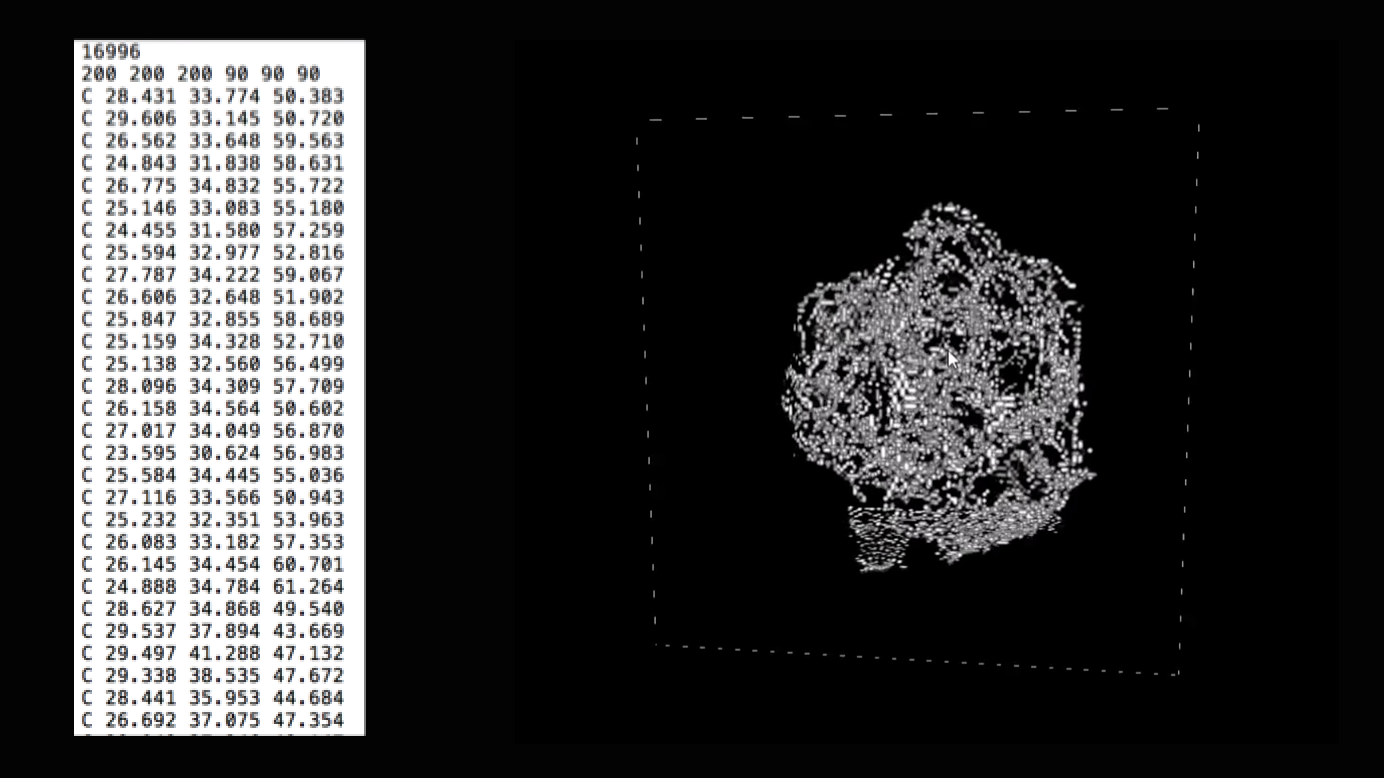 16996
200 200 200 90 90 90
C 28.431 33.774 50.383
C 29.606 33.145 50.720
C 26.562 33.648 59.563
C 24.843 31.838 58.631
C 26.775 34.832 55.722
C 25.146 33.083 55.180
C 24.455 31.580 57.259
C 25.594 32.977 52.816
C 27.787 34.222 59.067
C 26.606 32.648 51.902
C 25.847 32.855 58.689
C 25.159 34.328 52.710
C 25.138 32.560 56.499
C 28.096 34.309 57.709
C 26.158 34.564 50.602
C 27.017 34.049 56.870
C 23.595 30.624 56.983
C 25.584 34.445 55.036
C 27.116 33.566 50.943
C 25.232 32.351 53.963
C 26.083 33.182 57.353
C 26.145 34.454 60.701
C 24.888 34.784 61.264
C 28.627 34.868 49.540
C 29.537 37.894 43.669
C 29.497 41.288 47.132
C 29.338 38.535 47.672
C 28.441 35.953 44.684
C 26.692 37.075 47.354